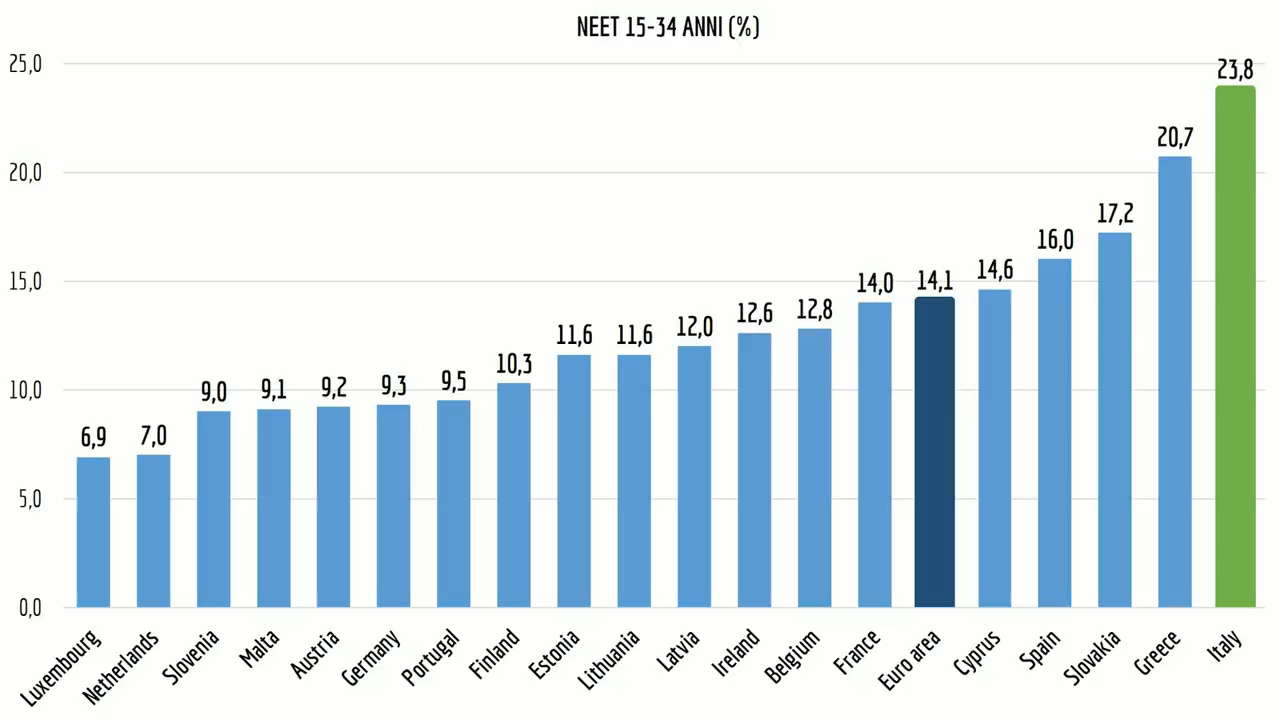 NEET 15-34 ANNI (%)
25,0
20,0
15,0
10,0
5,0
0,0
6,9
7,0
9,0
9,1
9,2
9,3
9,5
10,3
11,6
11,6
12,0
12,6
12,8
14,0
14,1
14,6
16,0
17,2
20,7
23,8
Luxembourg
Netherlands
Slovenia
Malta
Austria
Germany
Portugal
Finland
Estonia
Lithuania
Latvia
Ireland
Belgium
France
Euro area
Cyprus
Spain
Slovakia
Greece
Italy